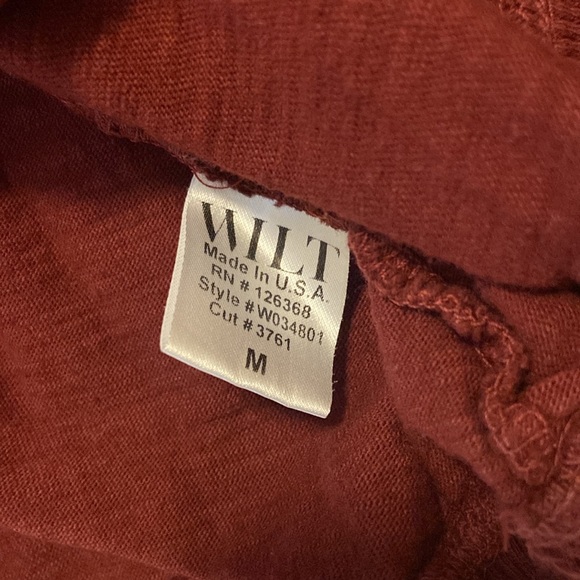 WILT
Made In U.S.A.
RN # 126368
Style #W034801
Cut #3761
M